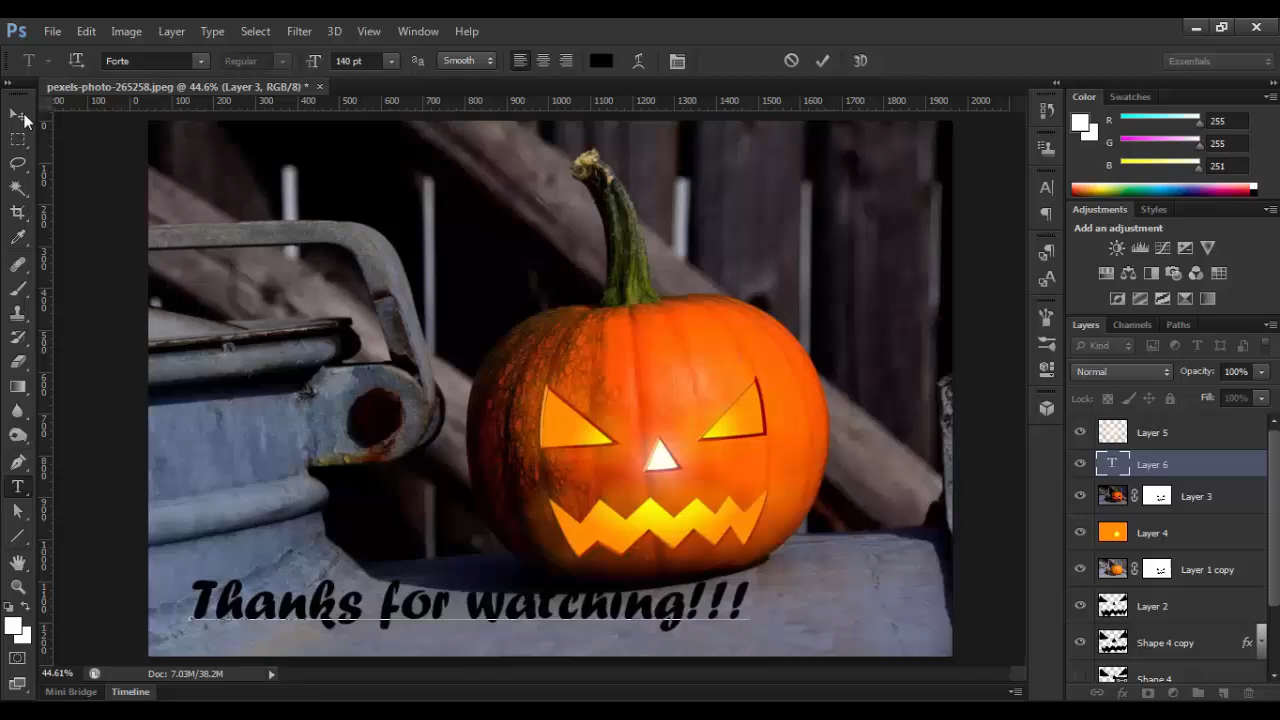 Ps File Edit Image Layer Type Select Filter 3D View Window Help
T Forte Regular 140 pt Smooth 3D Essentials
pexels-photo-265258.jpeg @ 44.6% (Layer 3, RGB/8) * ×
Color Swatches
R 255
G 255
B 251
Adjustments Styles
Add an adjustment
Layers Channels Paths
Kind
Normal Opacity: 100%
Lock: Fill: 100%
Layer 5
T Layer 6
Layer 3
Layer 4
Layer 1 copy
Layer 2
Shape 4 copy fx
Shape 4
Thanks for watching!!!
44.61% Doc: 7.03M/38.2M
Mini Bridge Timeline